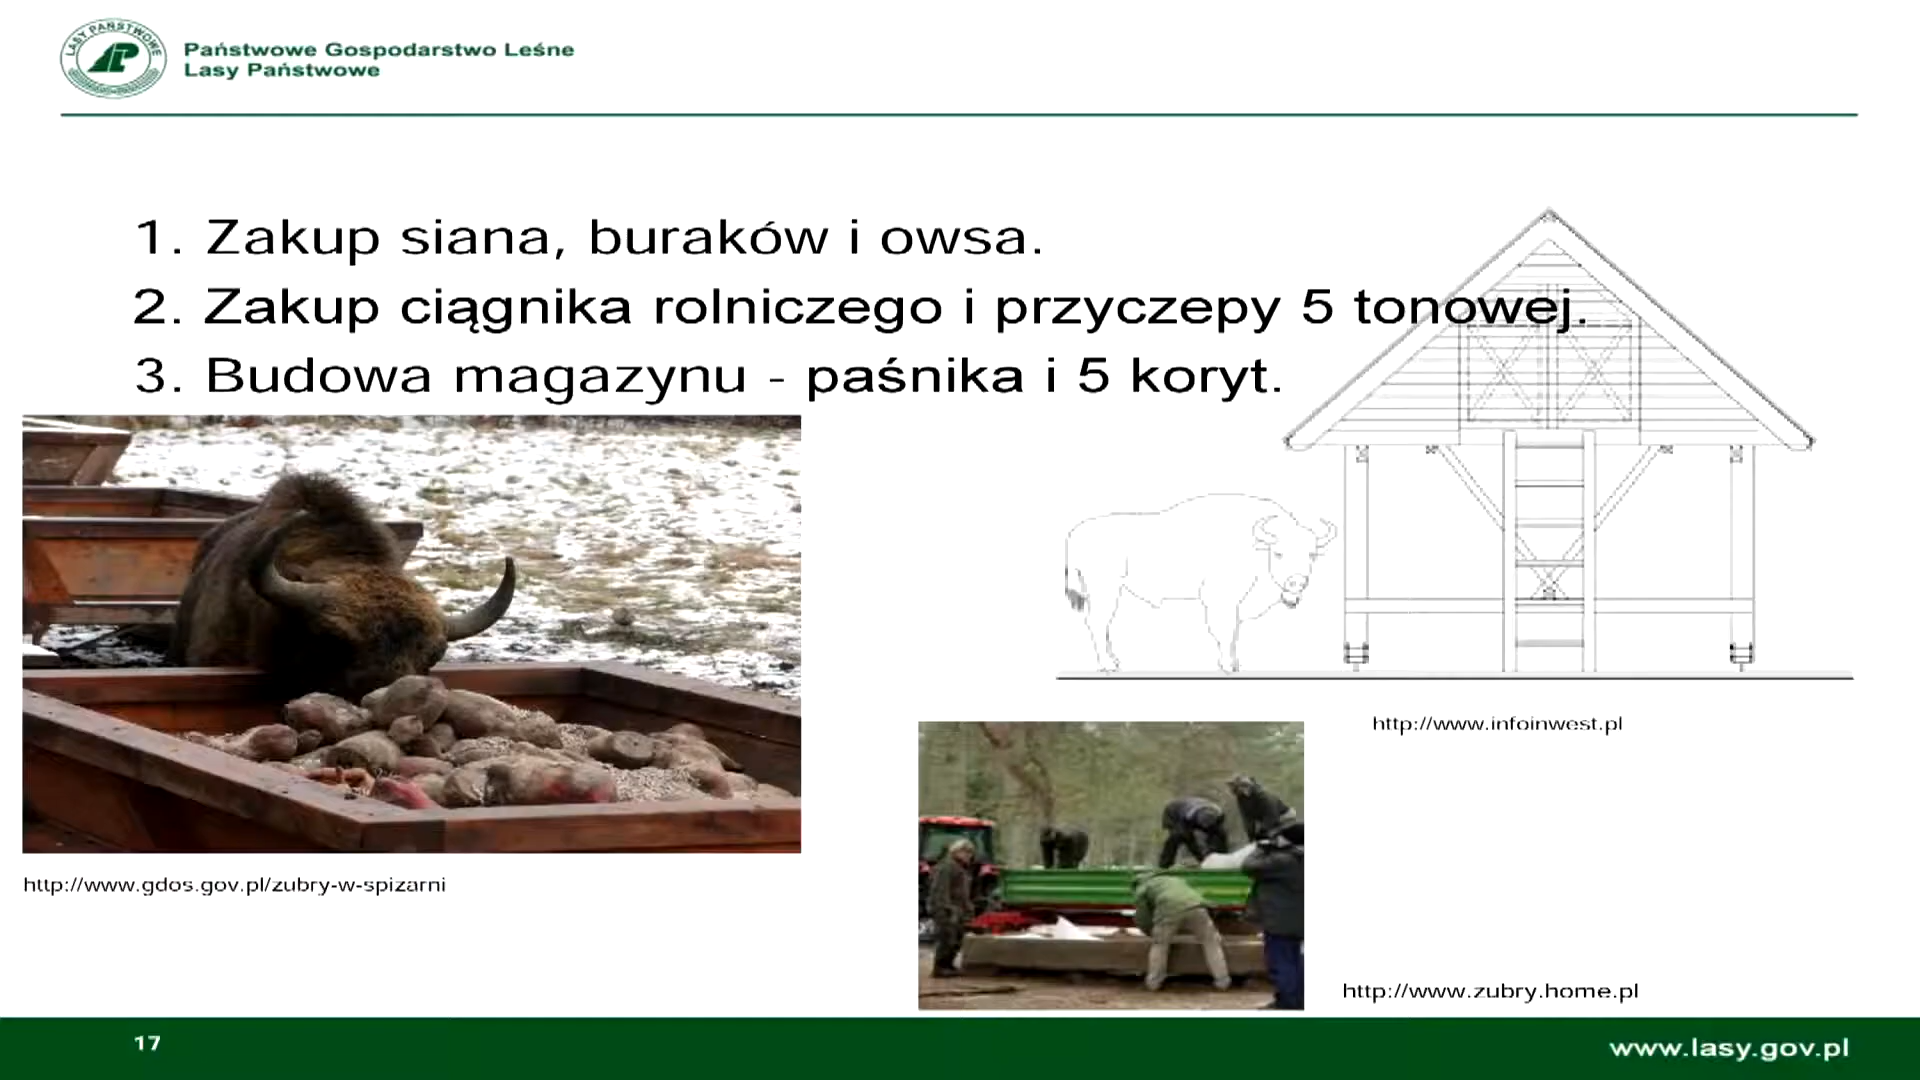 LASY PAŃSTWOWE
Państwowe Gospodarstwo Leśne
Lasy Państwowe
1. Zakup siana, buraków i owsa.
2. Zakup ciągnika rolniczego i przyczepy 5 tonowej.
3. Budowa magazynu - paśnika i 5 koryt.
http://www.infoinwest.pl
http://www.gdos.gov.pl/zubry-w-spizarni
http://www.zubry.home.pl
17
www.lasy.gov.pl